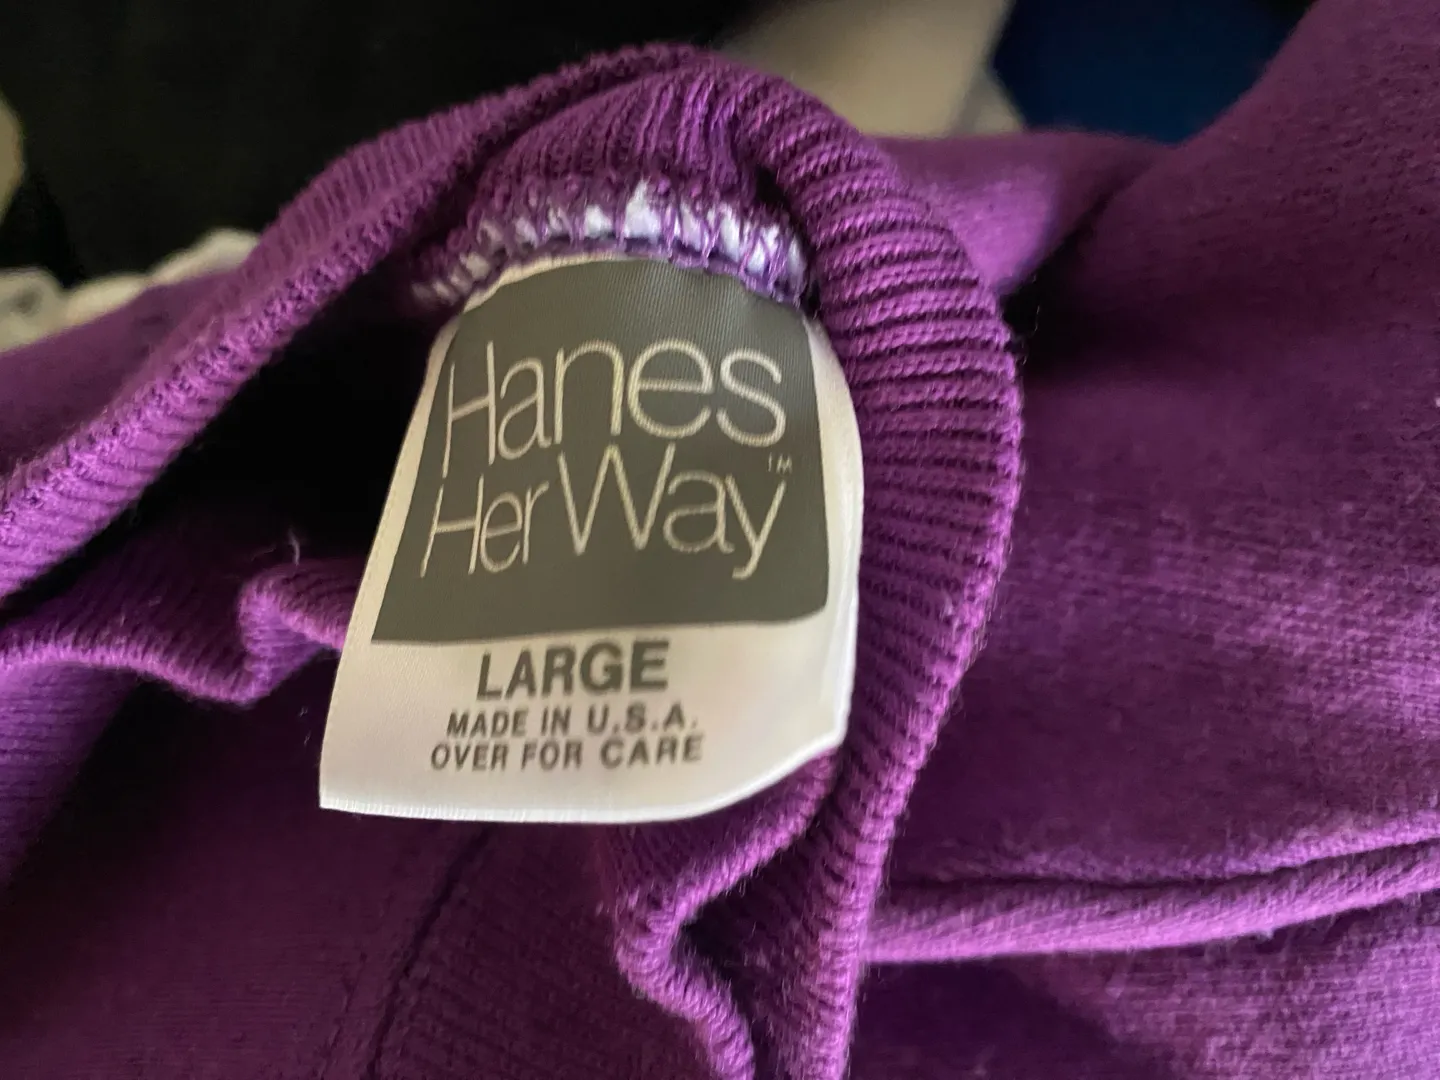 Hanes
Her Way™
LARGE
MADE IN U.S.A.
OVER FOR CARE